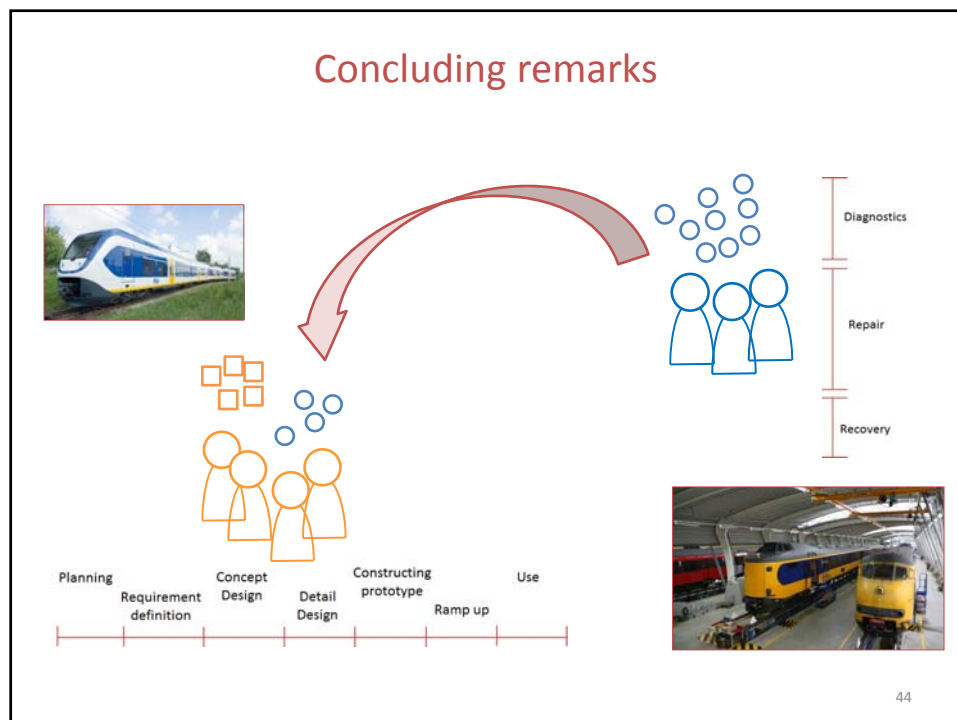 Concluding remarks
Diagnostics
Repair
Recovery
Planning
Requirement
definition
Concept
Design
Detail
Design
Constructing
prototype
Ramp up
Use
44